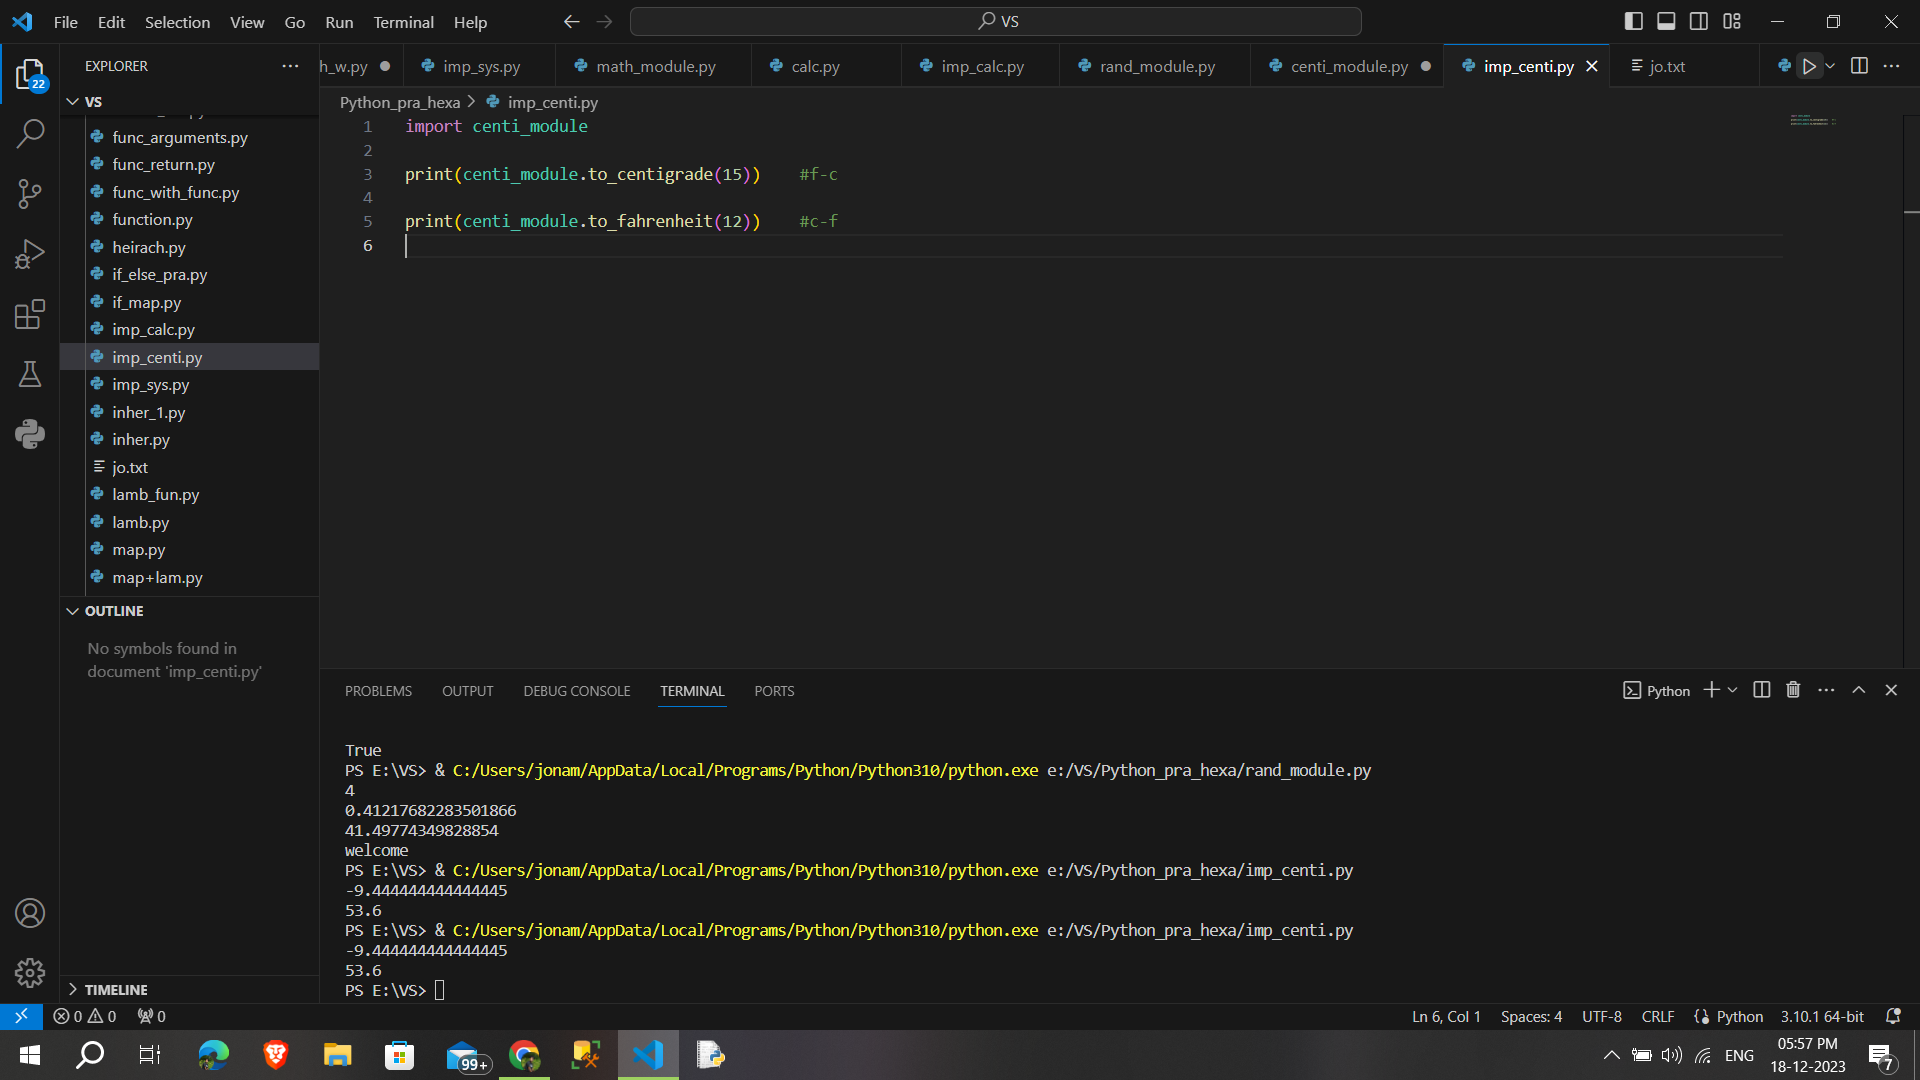 File Edit Selection View Go Run Terminal Help
VS
EXPLORER
h_w.py
imp_sys.py
math_module.py
calc.py
imp_calc.py
rand_module.py
centi_module.py
imp_centi.py
jo.txt
22
VS
func_arguments.py
func_return.py
func_with_func.py
function.py
heirach.py
if_else_pra.py
if_map.py
imp_calc.py
imp_centi.py
imp_sys.py
inher_1.py
inher.py
jo.txt
lamb_fun.py
lamb.py
map.py
map+lam.py
OUTLINE
No symbols found in
document 'imp_centi.py'
TIMELINE
Python_pra_hexa > imp_centi.py
1 import centi_module
2
3 print(centi_module.to_centigrade(15)) #f-c
4
5 print(centi_module.to_fahrenheit(12)) #c-f
6
PROBLEMS OUTPUT DEBUG CONSOLE TERMINAL PORTS
Python
True
PS E:\VS> & C:/Users/jonam/AppData/Local/Programs/Python/Python310/python.exe e:/VS/Python_pra_hexa/rand_module.py
4
0.41217682283501866
41.49774349828854
welcome
PS E:\VS> & C:/Users/jonam/AppData/Local/Programs/Python/Python310/python.exe e:/VS/Python_pra_hexa/imp_centi.py
-9.444444444444445
53.6
PS E:\VS> & C:/Users/jonam/AppData/Local/Programs/Python/Python310/python.exe e:/VS/Python_pra_hexa/imp_centi.py
-9.444444444444445
53.6
PS E:\VS>
0 0 0
Ln 6, Col 1 Spaces: 4 UTF-8 CRLF Python 3.10.1 64-bit
99+
ENG
05:57 PM
18-12-2023
7